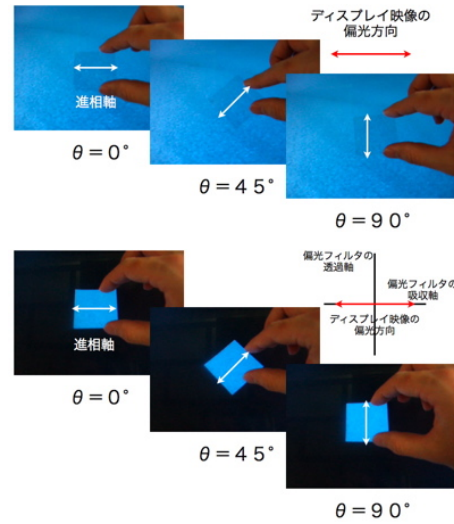 ディスプレイ映像の
偏光方向
進相軸
θ＝0°
θ＝45°
θ＝90°
偏光フィルタの
透過軸
偏光フィルタの
吸収軸
ディスプレイ映像の
偏光方向
進相軸
θ＝0°
θ＝45°
θ＝90°